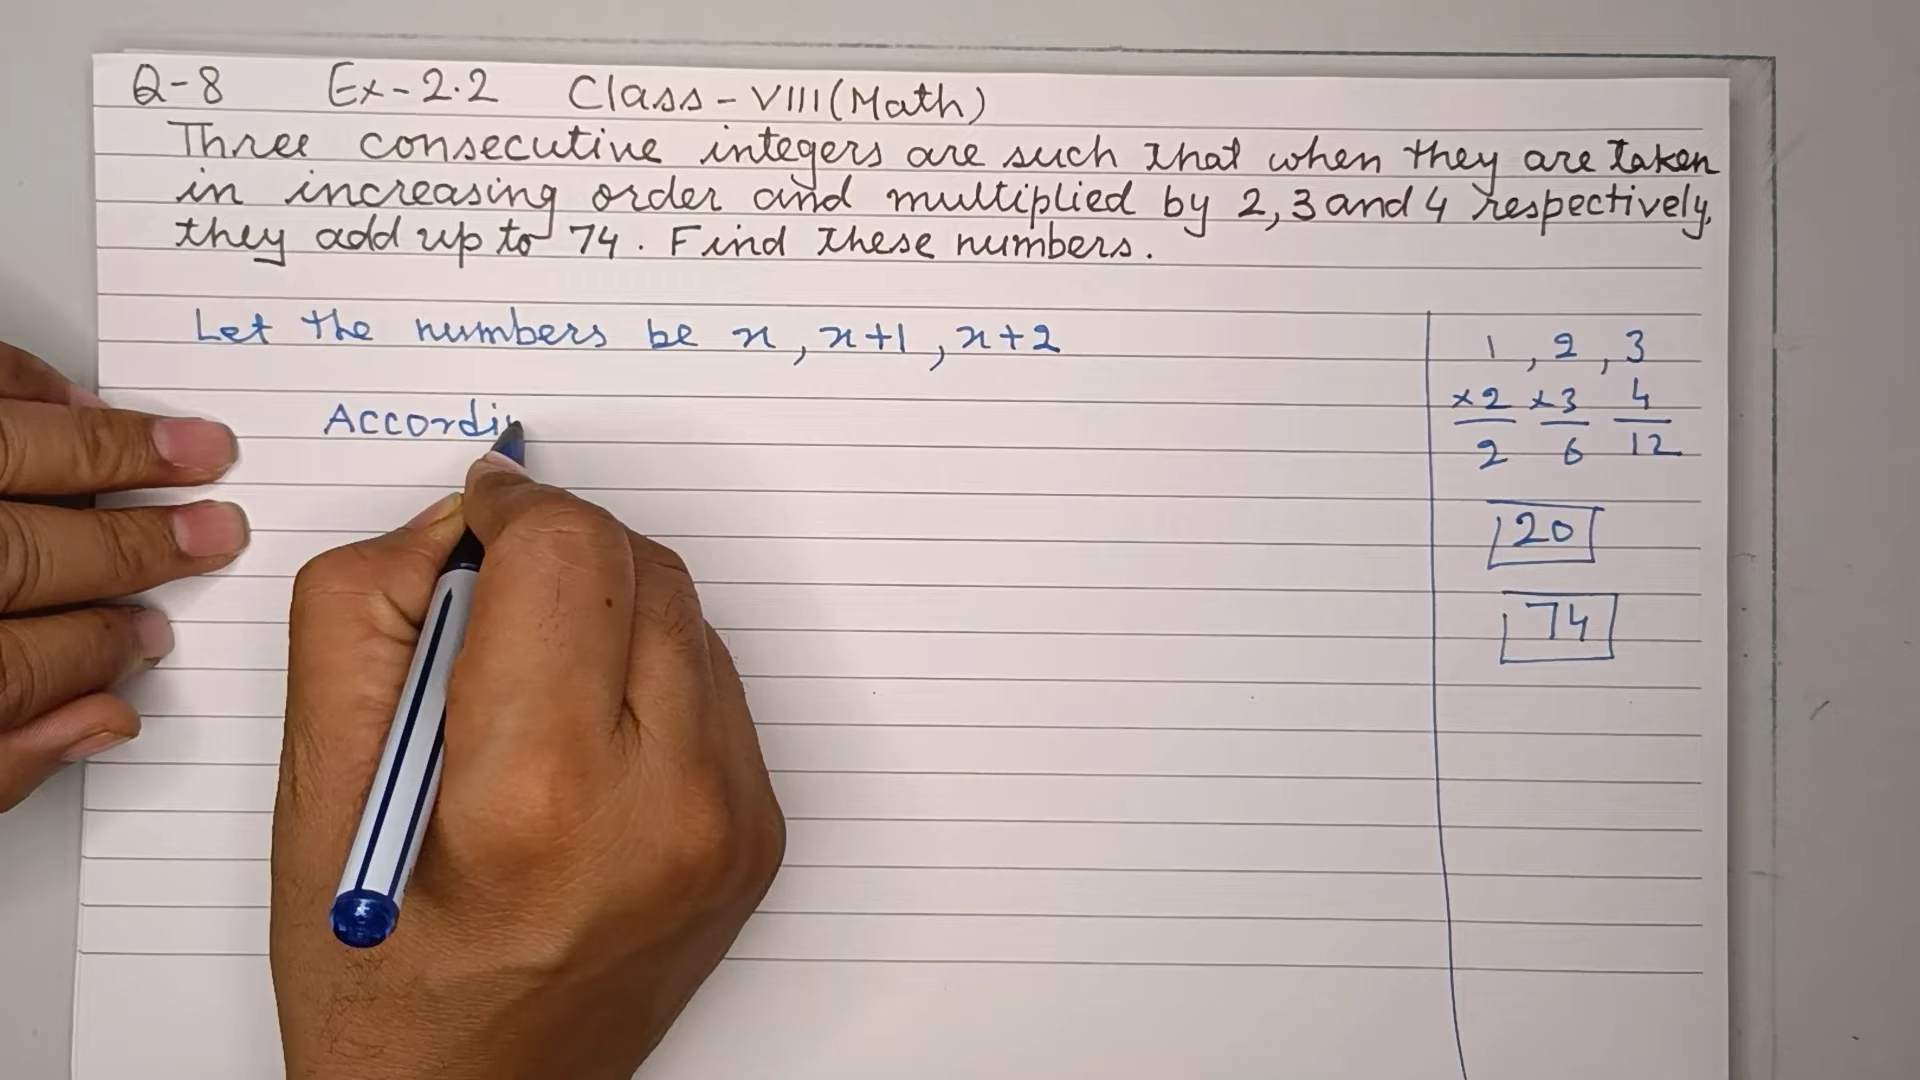 Q-8 Ex-2.2 Class-VIII(Math)
Three consecutive integers are such that when they are taken
in increasing order and multiplied by 2, 3 and 4 respectively,
they add up to 74. Find these numbers.
Let the numbers be x, x+1, x+2
Accordin
1, 2, 3
×2 ×3 4
2 6 12
20
74